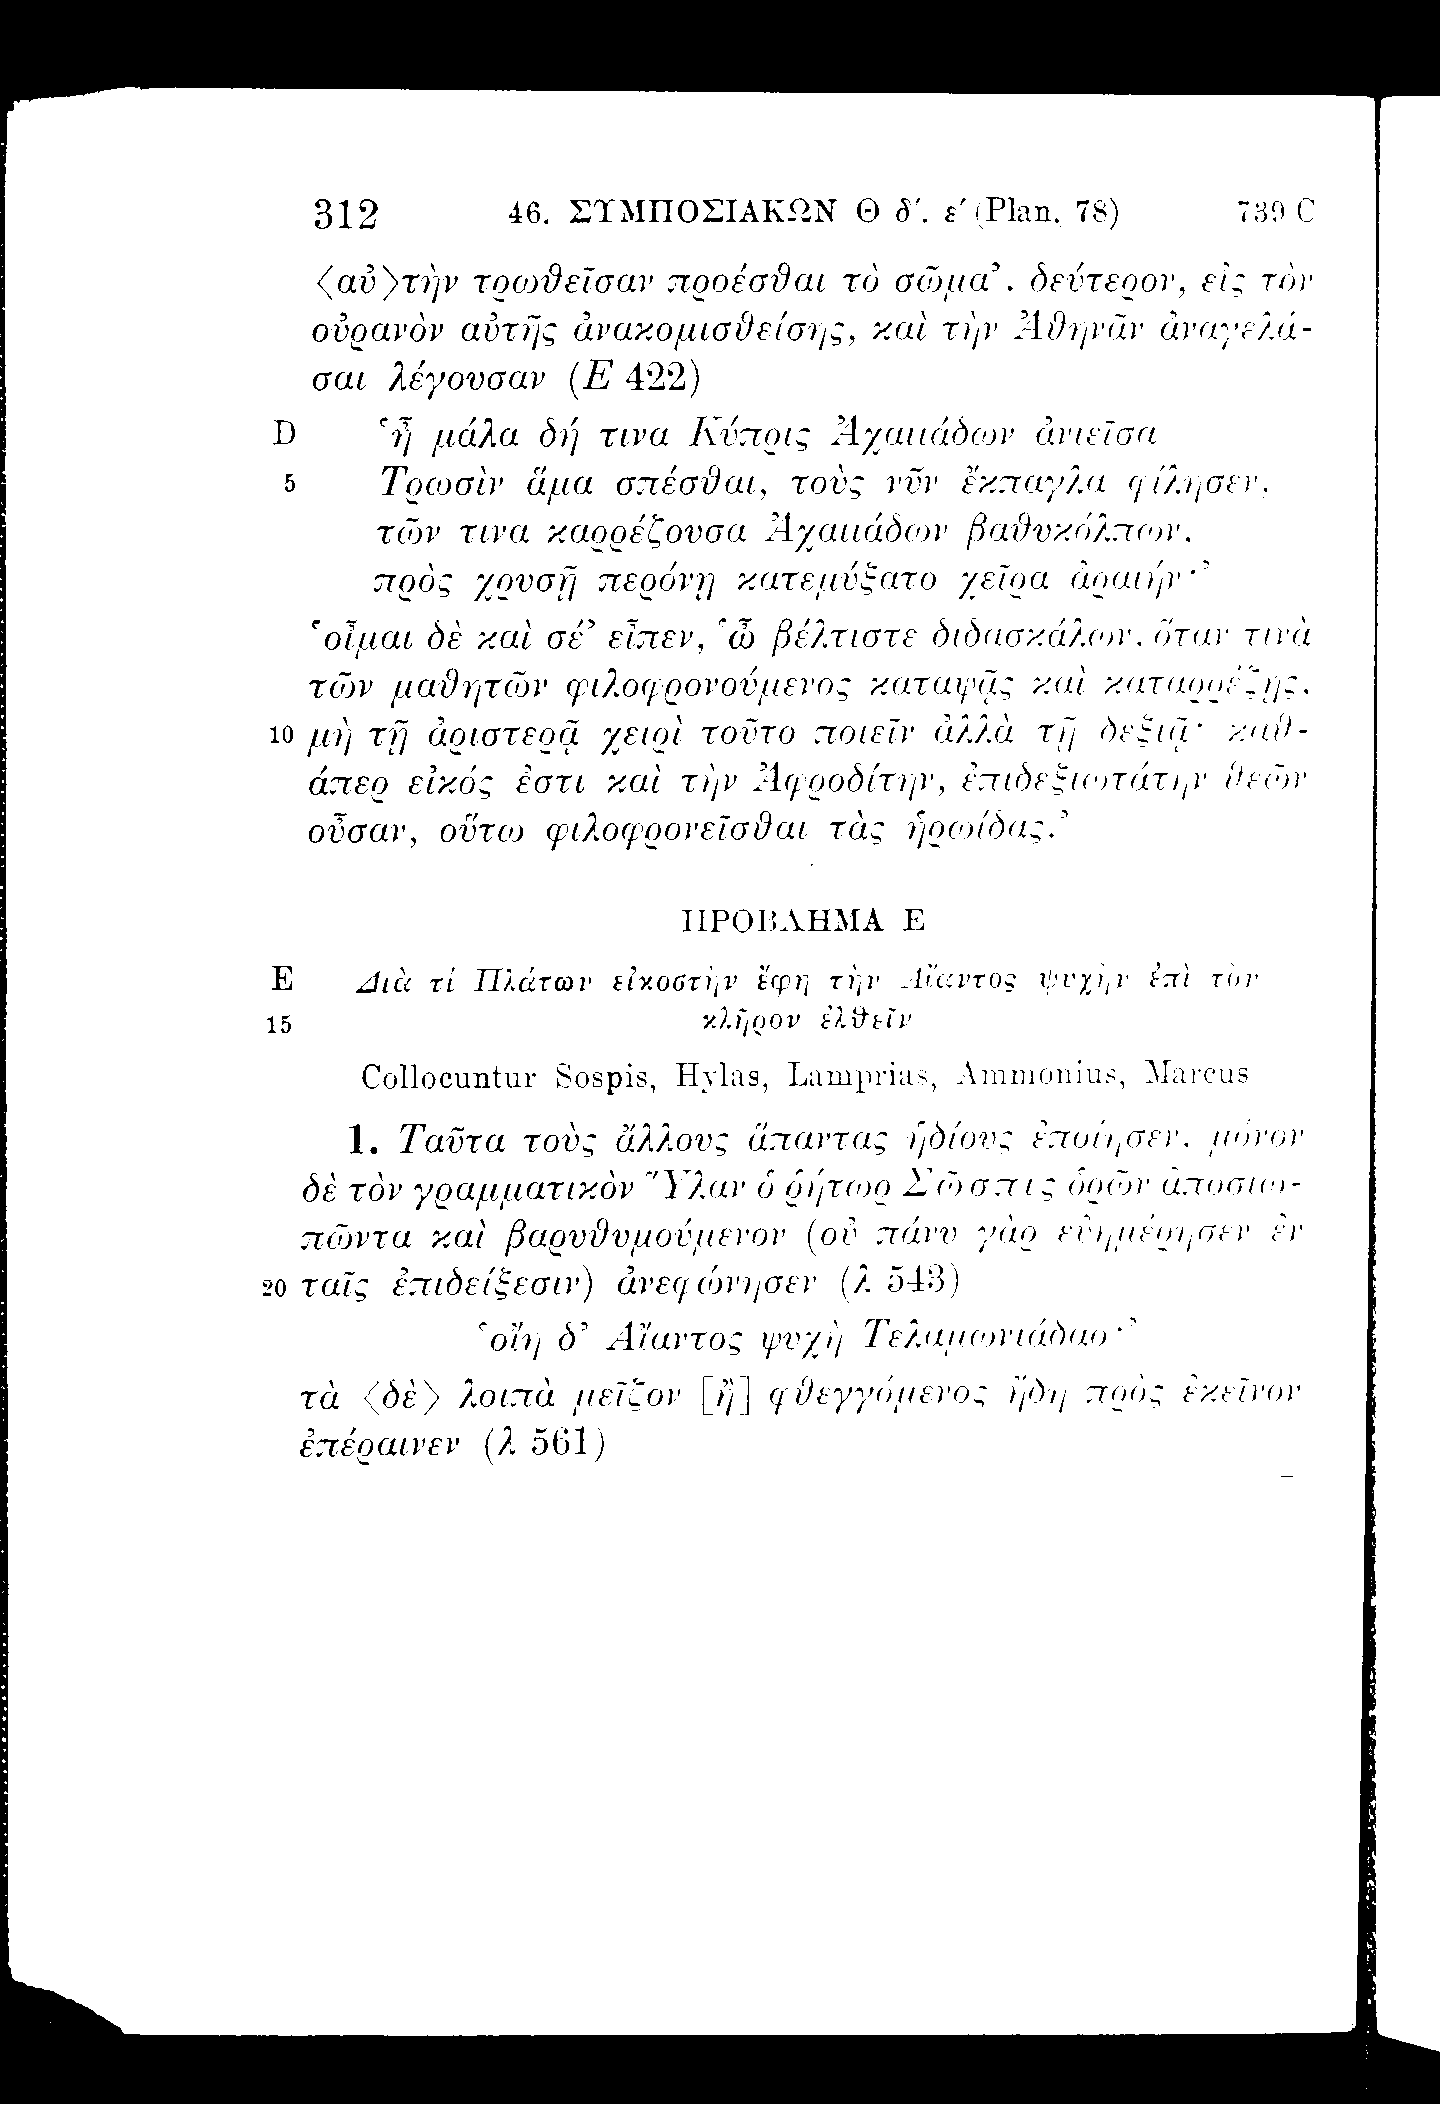 312 46. ΣΥΜΠΟΣΙΑΚΩΝ Θ δ′. ε′ (Plan. 78) 739 C
⟨αὐ⟩τὴν τρωθεῖσαν προέσθαι τὸ σῶμα’. δεύτερον, εἰς τὸν
οὐρανὸν αὐτῆς ἀνακομισθείσης, καὶ τὴν Ἀθηνᾶν ἀναγελά-
σαι λέγουσαν (Ε 422)
D ‘ἦ μάλα δή τινα Κύπρις Ἀχαιιάδων ἀνιεῖσα
5 Τρωσὶν ἅμα σπέσθαι, τοὺς νῦν ἔκπαγλα φίλησεν,
τῶν τινα καρρέζουσα Ἀχαιιάδων βαθυκόλπων,
πρὸς χρυσῇ περόνῃ κατεμύξατο χεῖρα ἀραιήν·’
‘οἶμαι δὲ καὶ σέ’ εἶπεν, ‘ὦ βέλτιστε διδασκάλων, ὅταν τινὰ
τῶν μαθητῶν φιλοφρονούμενος καταψᾷς καὶ καταρρέζῃς,
10 μὴ τῇ ἀριστερᾷ χειρὶ τοῦτο ποιεῖν ἀλλὰ τῇ δεξιᾷ· καθ-
άπερ εἰκός ἐστι καὶ τὴν Ἀφροδίτην, ἐπιδεξιωτάτην θεῶν
οὖσαν, οὕτω φιλοφρονεῖσθαι τὰς ἡρωίδας.’
ΠΡΟΒΛΗΜΑ Ε
E Διὰ τί Πλάτων εἰκοστὴν ἔφη τὴν Αἴαντος ψυχὴν ἐπὶ τὸν
15 κλῆρον ἐλθεῖν
Collocuntur Sospis, Hylas, Lamprias, Ammonius, Marcus
1. Ταῦτα τοὺς ἄλλους ἅπαντας ἡδίους ἐποίησεν, μόνον
δὲ τὸν γραμματικὸν Ὕλαν ὁ ῥήτωρ Σῶσπις ὁρῶν ἀποσιω-
πῶντα καὶ βαρυθυμούμενον (οὐ πάνυ γὰρ εὐημέρησεν ἐν
20 ταῖς ἐπιδείξεσιν) ἀνεφώνησεν (λ 543)
‘οἴη δ’ Αἴαντος ψυχὴ Τελαμωνιάδαο·’
τὰ ⟨δὲ⟩ λοιπὰ μεῖζον [ἢ] φθεγγόμενος ἤδη πρὸς ἐκεῖνον
ἐπέραινεν (λ 561)